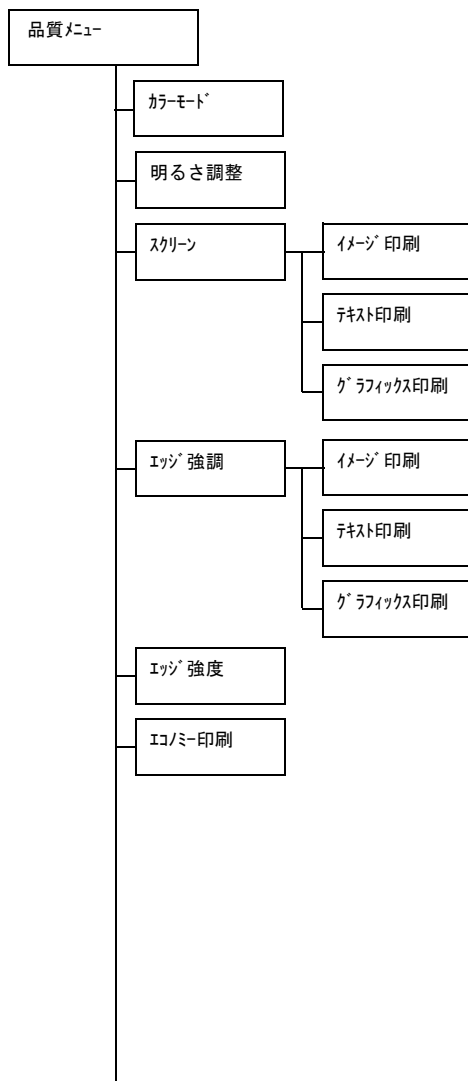 品質ﾒﾆｭｰ
ｶﾗｰﾓｰﾄﾞ
明るさ調整
ｽｸﾘｰﾝ
ｲﾒｰｼﾞ印刷
ﾃｷｽﾄ印刷
ｸﾞﾗﾌｨｯｸｽ印刷
ｴｯｼﾞ強調
ｲﾒｰｼﾞ印刷
ﾃｷｽﾄ印刷
ｸﾞﾗﾌｨｯｸｽ印刷
ｴｯｼﾞ強度
ｴｺﾉﾐｰ印刷